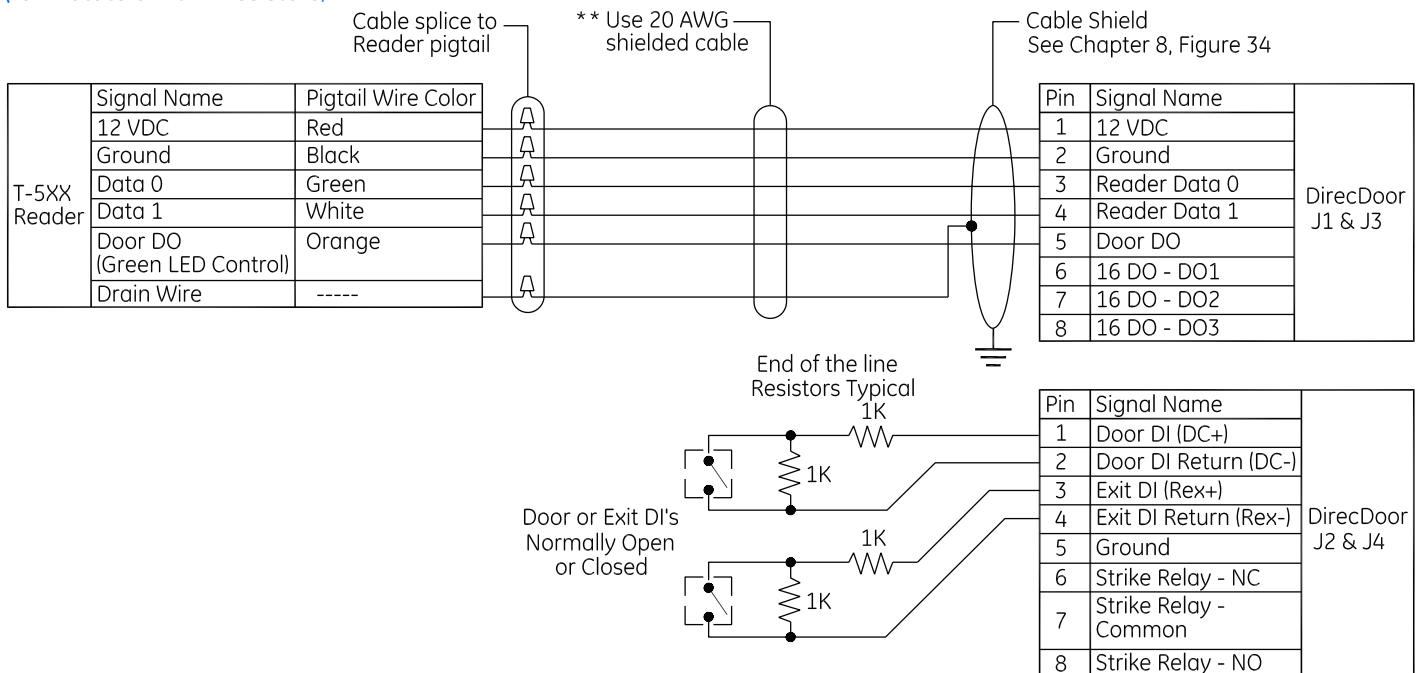 Cable splice to
Reader pigtail
** Use 20 AWG
shielded cable
Cable Shield
See Chapter 8, Figure 34
T-5XX
Reader
Signal Name Pigtail Wire Color
12 VDC Red
Ground Black
Data 0 Green
Data 1 White
Door DO Orange
(Green LED Control)
Drain Wire -----
Pin Signal Name
1 12 VDC
2 Ground
3 Reader Data 0
4 Reader Data 1
5 Door DO
6 16 DO - DO1
7 16 DO - DO2
8 16 DO - DO3
DirecDoor
J1 & J3
End of the line
Resistors Typical
1K
1K
Door or Exit DI's
Normally Open
or Closed
1K
1K
Pin Signal Name
1 Door DI (DC+)
2 Door DI Return (DC-)
3 Exit DI (Rex+)
4 Exit DI Return (Rex-)
5 Ground
6 Strike Relay - NC
7 Strike Relay -
Common
8 Strike Relay - NO
DirecDoor
J2 & J4